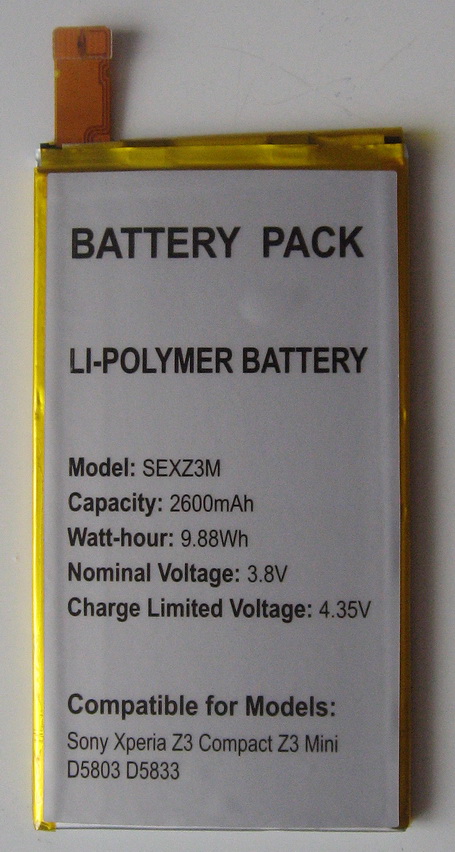 BATTERY PACK
LI-POLYMER BATTERY
Model: SEXZ3M
Capacity: 2600mAh
Watt-hour: 9.88Wh
Nominal Voltage: 3.8V
Charge Limited Voltage: 4.35V
Compatible for Models:
Sony Xperia Z3 Compact Z3 Mini
D5803 D5833